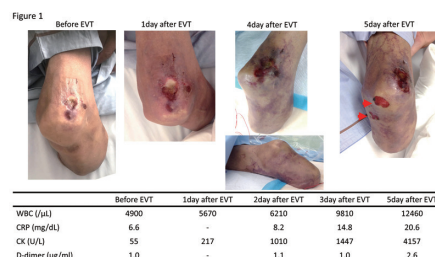 Figure 1
Before EVT 1day after EVT 4day after EVT 5day after EVT
Before EVT 1day after EVT 2day after EVT 3day after EVT 5day after EVT
WBC (/μL) 4900 5670 6210 9810 12460
CRP (mg/dL) 6.6 - 8.2 14.8 20.6
CK (U/L) 55 217 1010 1447 4157
D-dimer (ug/ml) 1.0 - 1.1 1.0 2.6